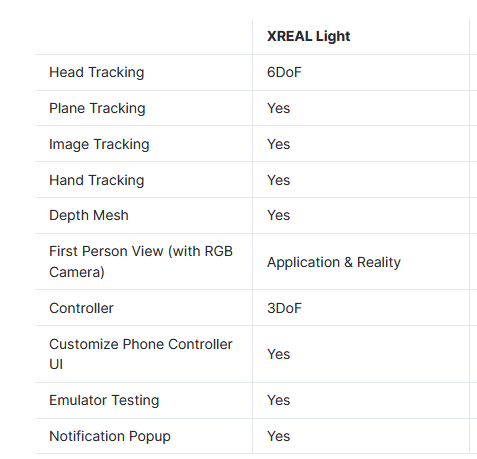 XREAL Light
Head Tracking 6DoF
Plane Tracking Yes
Image Tracking Yes
Hand Tracking Yes
Depth Mesh Yes
First Person View (with RGB
Camera) Application & Reality
Controller 3DoF
Customize Phone Controller
UI Yes
Emulator Testing Yes
Notification Popup Yes